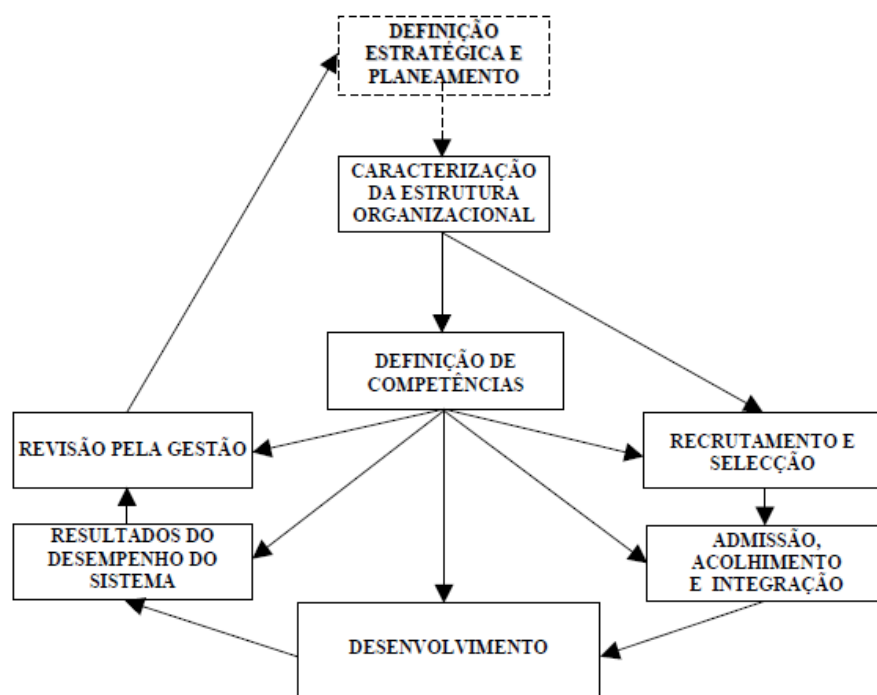 DEFINIÇÃO
ESTRATÉGICA E
PLANEAMENTO
CARACTERIZAÇÃO
DA ESTRUTURA
ORGANIZACIONAL
DEFINIÇÃO DE
COMPETÊNCIAS
REVISÃO PELA GESTÃO
RECRUTAMENTO E
SELECÇÃO
RESULTADOS DO
DESEMPENHO DO
SISTEMA
ADMISSÃO,
ACOLHIMENTO
E INTEGRAÇÃO
DESENVOLVIMENTO